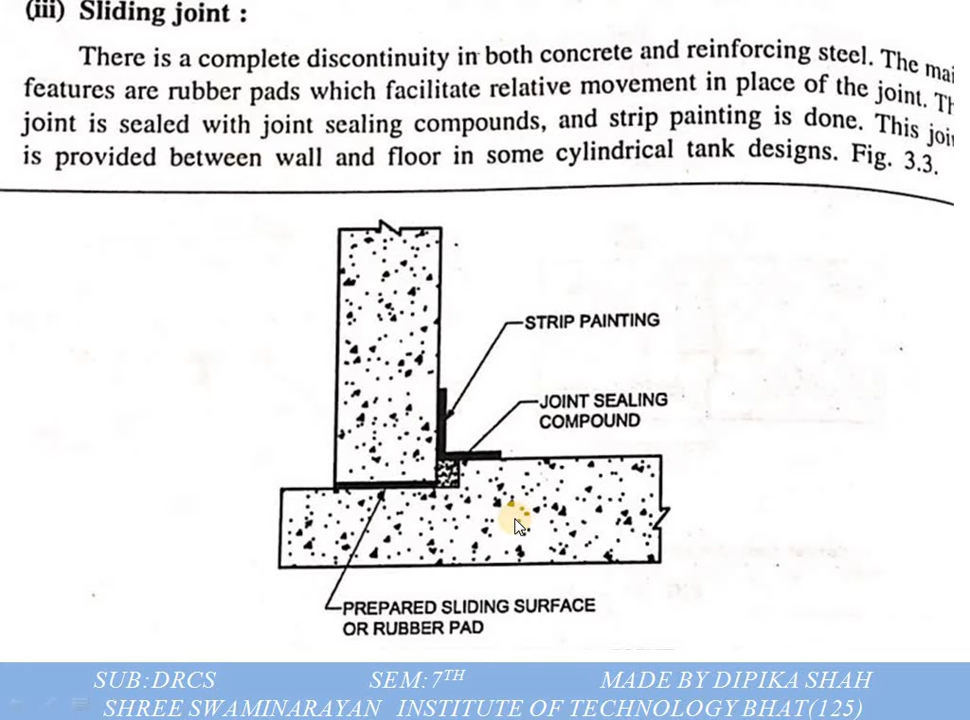 (iii) Sliding joint :
There is a complete discontinuity in both concrete and reinforcing steel. The
features are rubber pads which facilitate relative movement in place of the joint.
joint is sealed with joint sealing compounds, and strip painting is done. This
is provided between wall and floor in some cylindrical tank designs. Fig. 3.3.
STRIP PAINTING
JOINT SEALING
COMPOUND
PREPARED SLIDING SURFACE
OR RUBBER PAD
SUB:DRCS SEM:7TH MADE BY DIPIKA SHAH
SHREE SWAMINARAYAN INSTITUTE OF TECHNOLOGY BHAT(125)